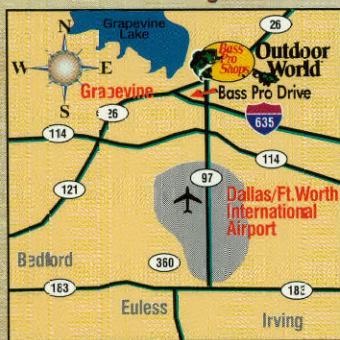 N
Grapevine
Lake
26
W
E
S
Bass
Pro
Shops
Outdoor
World
Grapevine
Bass Pro Drive
26
635
114
114
121
97
Dallas/Ft. Worth
International
Airport
Bedford
360
183
183
Euless
Irving